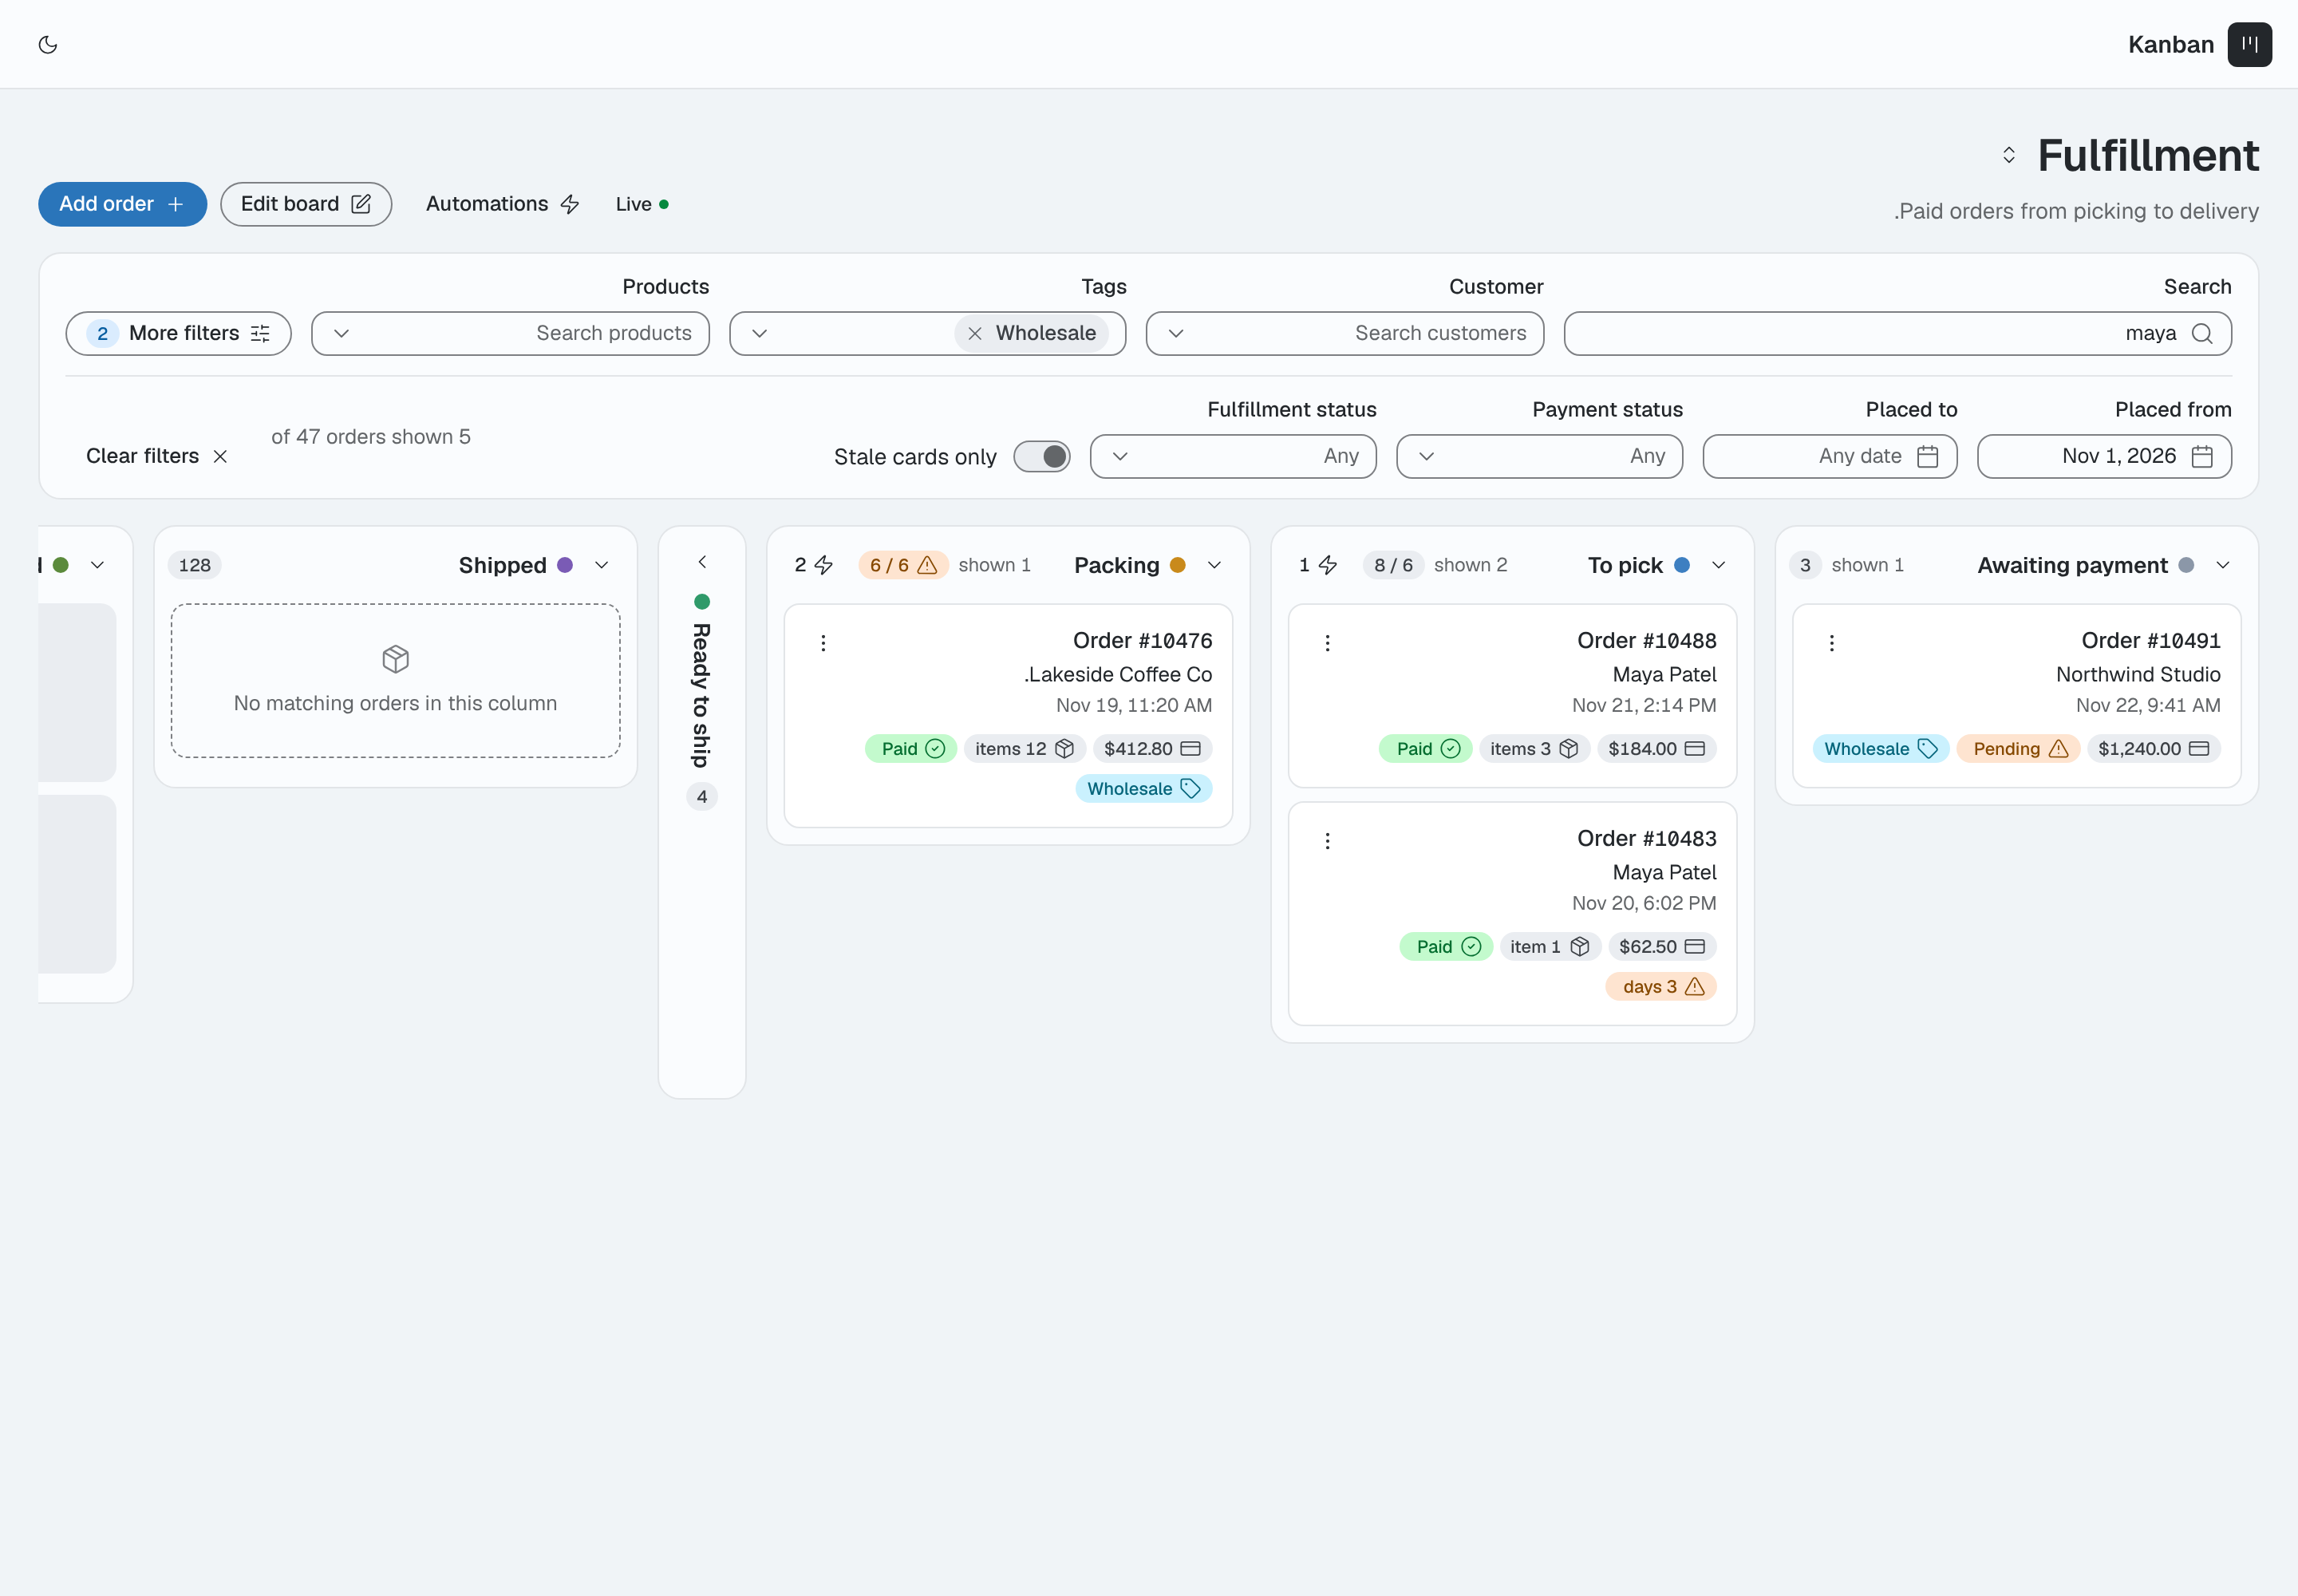 Kanban
Fulfillment
.Paid orders from picking to delivery
Live
Automations
Edit board
Add order
Search
maya
Customer
Search customers
Tags
Wholesale
Products
Search products
More filters
2
Placed from
Nov 1, 2026
Placed to
Any date
Payment status
Any
Fulfillment status
Any
Stale cards only
of 47 orders shown 5
Clear filters
Awaiting payment
shown 1
3
Order #10491
Northwind Studio
Nov 22, 9:41 AM
$1,240.00
Pending
Wholesale
To pick
shown 2
8 / 6
1
Order #10488
Maya Patel
Nov 21, 2:14 PM
$184.00
items 3
Paid
Order #10483
Maya Patel
Nov 20, 6:02 PM
$62.50
item 1
Paid
days 3
Packing
shown 1
6 / 6
2
Order #10476
.Lakeside Coffee Co
Nov 19, 11:20 AM
$412.80
items 12
Paid
Wholesale
Ready to ship
4
Shipped
128
No matching orders in this column